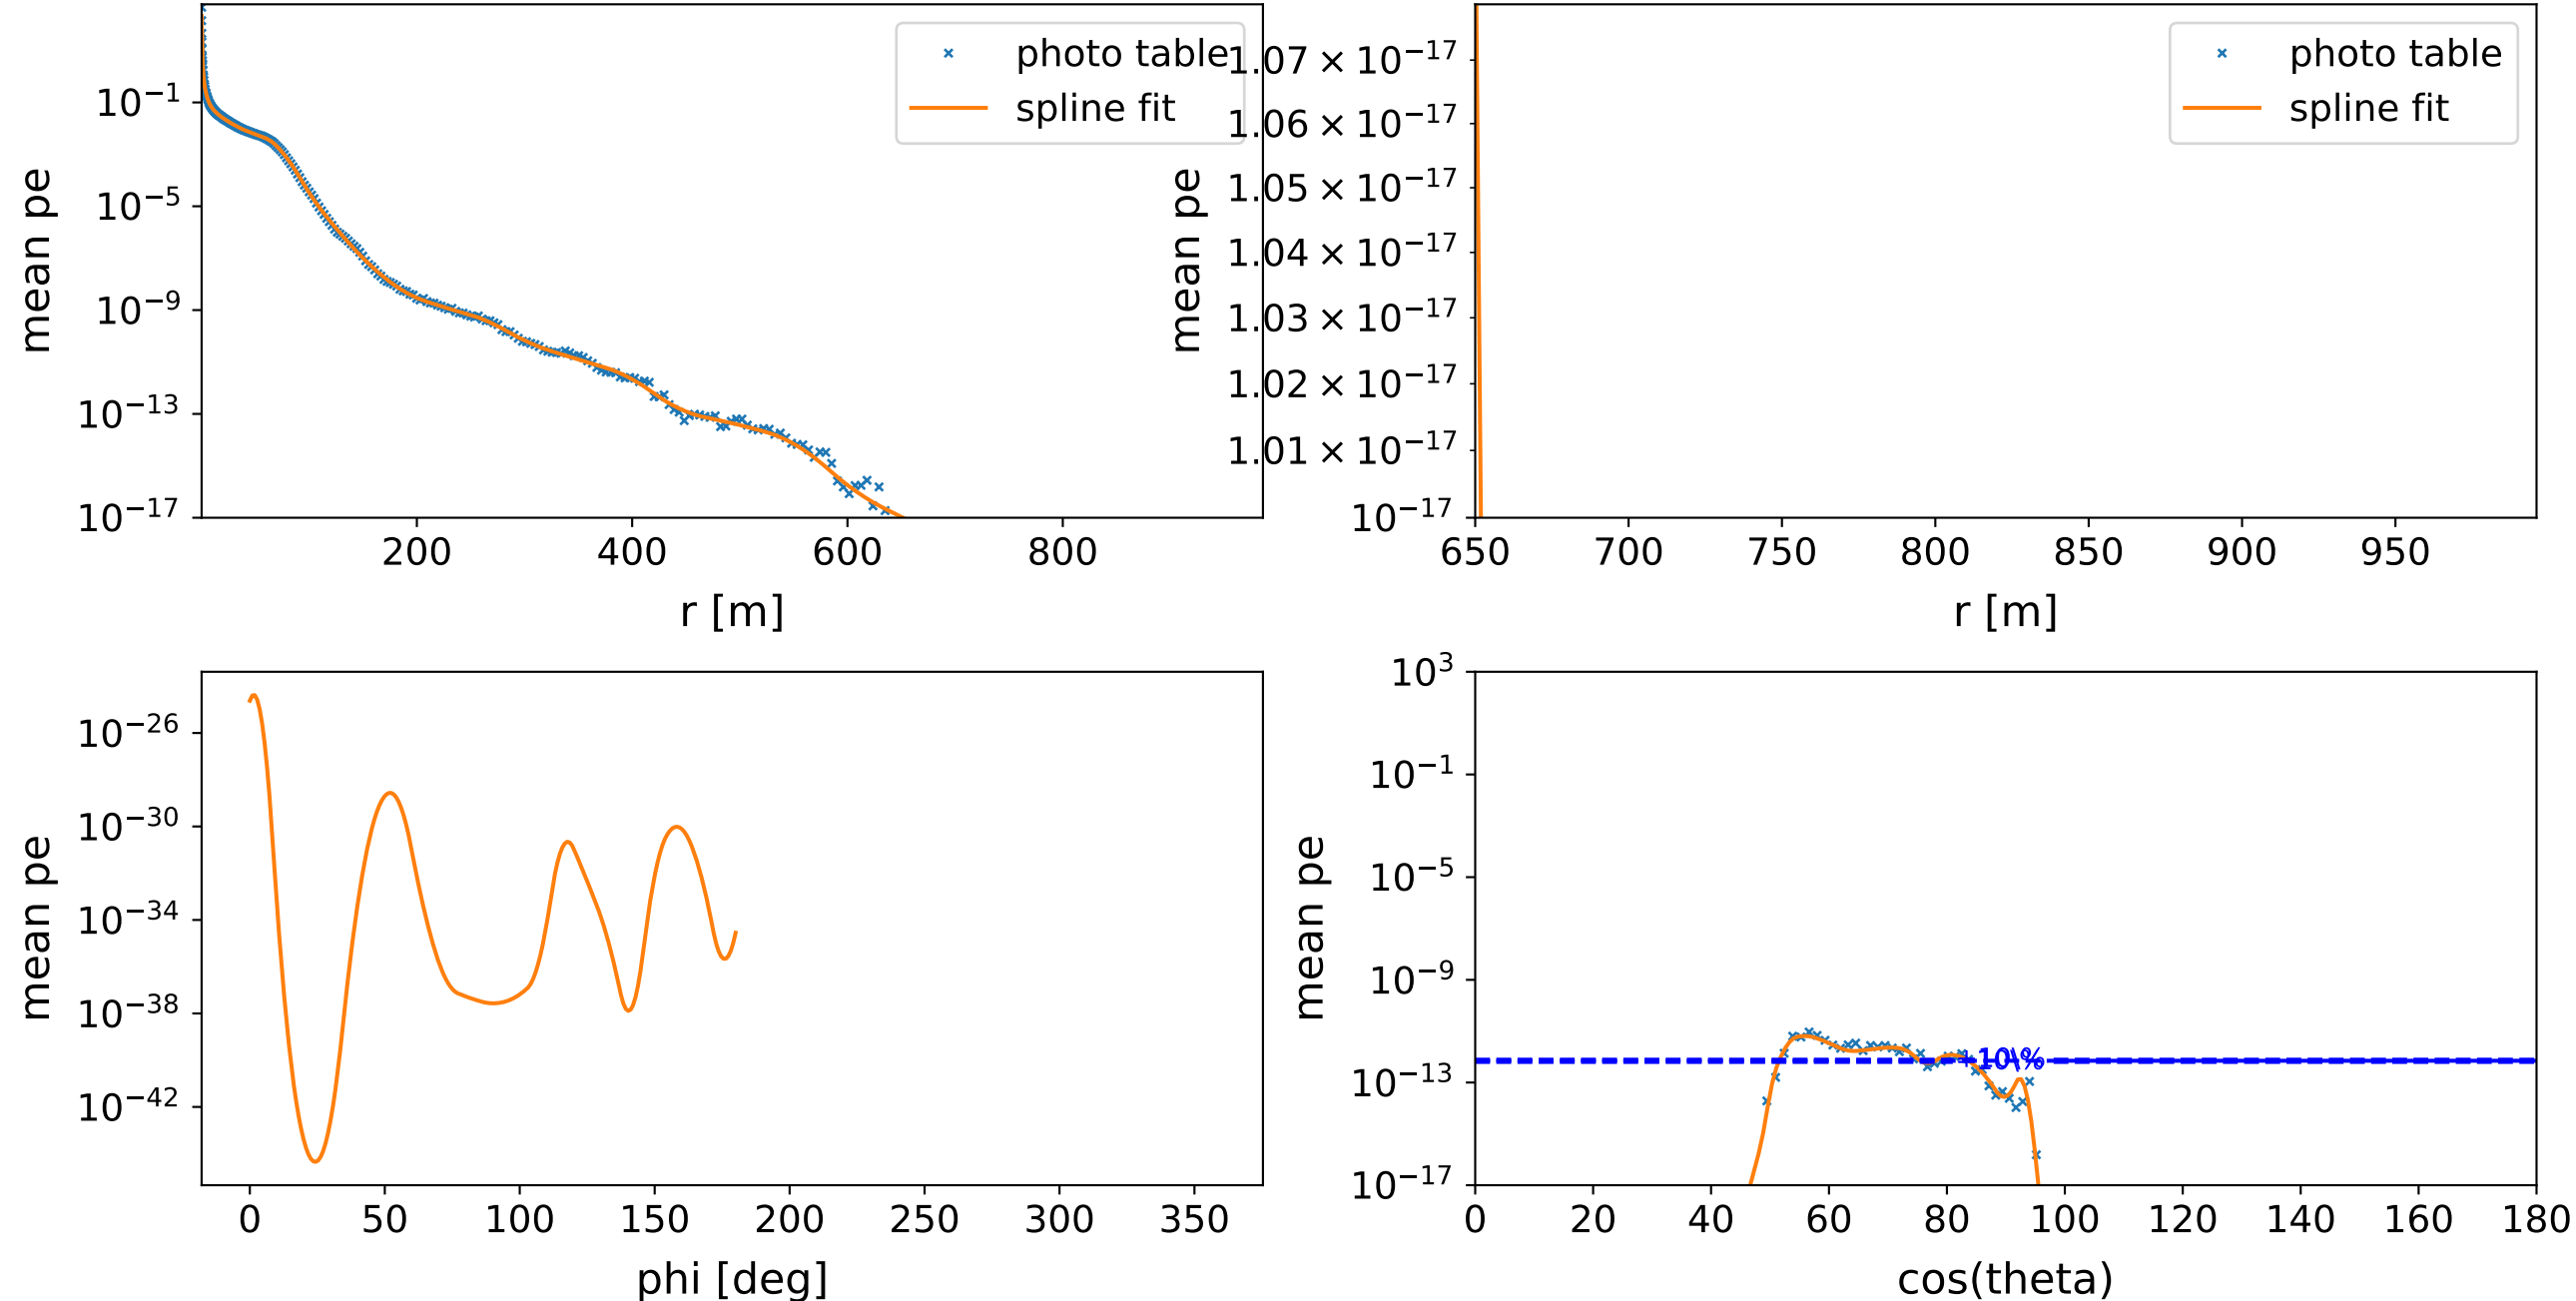 photo table
spline fit
mean pe
10⁻¹
10⁻⁵
10⁻⁹
10⁻¹³
10⁻¹⁷
200 400 600 800
r [m]
photo table
spline fit
mean pe
1.07 × 10⁻¹⁷
1.06 × 10⁻¹⁷
1.05 × 10⁻¹⁷
1.04 × 10⁻¹⁷
1.03 × 10⁻¹⁷
1.02 × 10⁻¹⁷
1.01 × 10⁻¹⁷
10⁻¹⁷
650 700 750 800 850 900 950
r [m]
mean pe
10⁻²⁶
10⁻³⁰
10⁻³⁴
10⁻³⁸
10⁻⁴²
0 50 100 150 200 250 300 350
phi [deg]
mean pe
10³
10⁻¹
10⁻⁵
10⁻⁹
10⁻¹³
10⁻¹⁷
0 20 40 60 80 100 120 140 160 180
cos(theta)